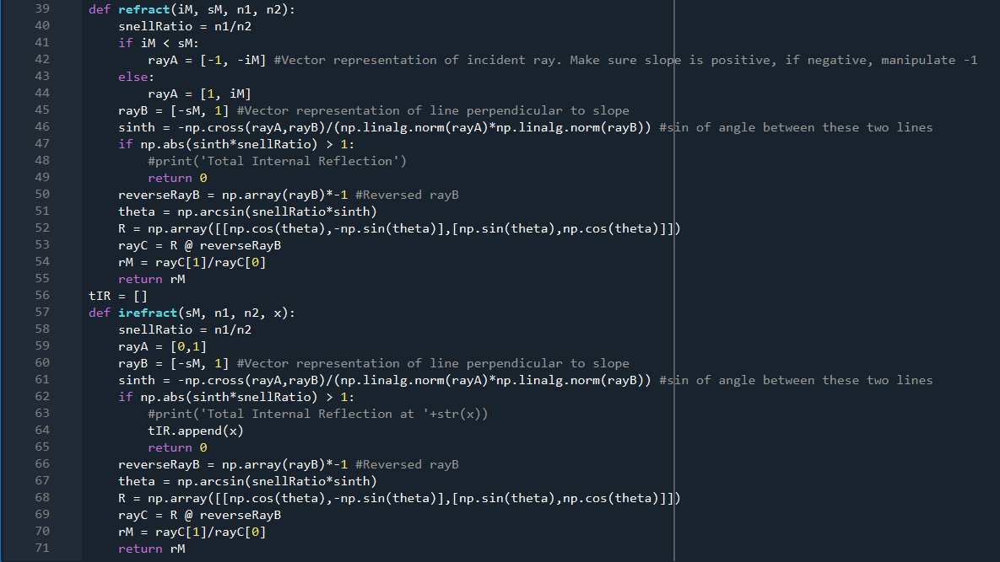 39 def refract(iM, sM, n1, n2):
40     snellRatio = n1/n2
41     if iM < sM:
42         rayA = [-1, -iM] #Vector representation of incident ray. Make sure slope is positive, if negative, manipulate -1
43     else:
44         rayA = [1, iM]
45     rayB = [-sM, 1] #Vector representation of line perpendicular to slope
46     sinth = -np.cross(rayA,rayB)/(np.linalg.norm(rayA)*np.linalg.norm(rayB)) #sin of angle between these two lines
47     if np.abs(sinth*snellRatio) > 1:
48         #print('Total Internal Reflection')
49         return 0
50     reverseRayB = np.array(rayB)*-1 #Reversed rayB
51     theta = np.arcsin(snellRatio*sinth)
52     R = np.array([[np.cos(theta),-np.sin(theta)],[np.sin(theta),np.cos(theta)]])
53     rayC = R @ reverseRayB
54     rM = rayC[1]/rayC[0]
55     return rM
56 tIR = []
57 def irefract(sM, n1, n2, x):
58     snellRatio = n1/n2
59     rayA = [0,1]
60     rayB = [-sM, 1] #Vector representation of line perpendicular to slope
61     sinth = -np.cross(rayA,rayB)/(np.linalg.norm(rayA)*np.linalg.norm(rayB)) #sin of angle between these two lines
62     if np.abs(sinth*snellRatio) > 1:
63         #print('Total Internal Reflection at '+str(x))
64         tIR.append(x)
65         return 0
66     reverseRayB = np.array(rayB)*-1 #Reversed rayB
67     theta = np.arcsin(snellRatio*sinth)
68     R = np.array([[np.cos(theta),-np.sin(theta)],[np.sin(theta),np.cos(theta)]])
69     rayC = R @ reverseRayB
70     rM = rayC[1]/rayC[0]
71     return rM